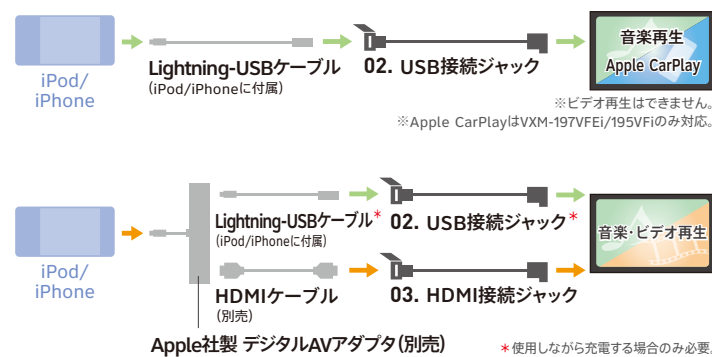 iPod/
iPhone
Lightning-USBケーブル
(iPod/iPhoneに付属)
02. USB接続ジャック
音楽再生
Apple CarPlay
※ビデオ再生はできません。
※Apple CarPlayはVXM-197VFEi/195VFiのみ対応。
iPod/
iPhone
Lightning-USBケーブル*
(iPod/iPhoneに付属)
02. USB接続ジャック*
HDMIケーブル
(別売)
03. HDMI接続ジャック
音楽・ビデオ再生
Apple社製 デジタルAVアダプタ(別売)
*使用しながら充電する場合のみ必要。